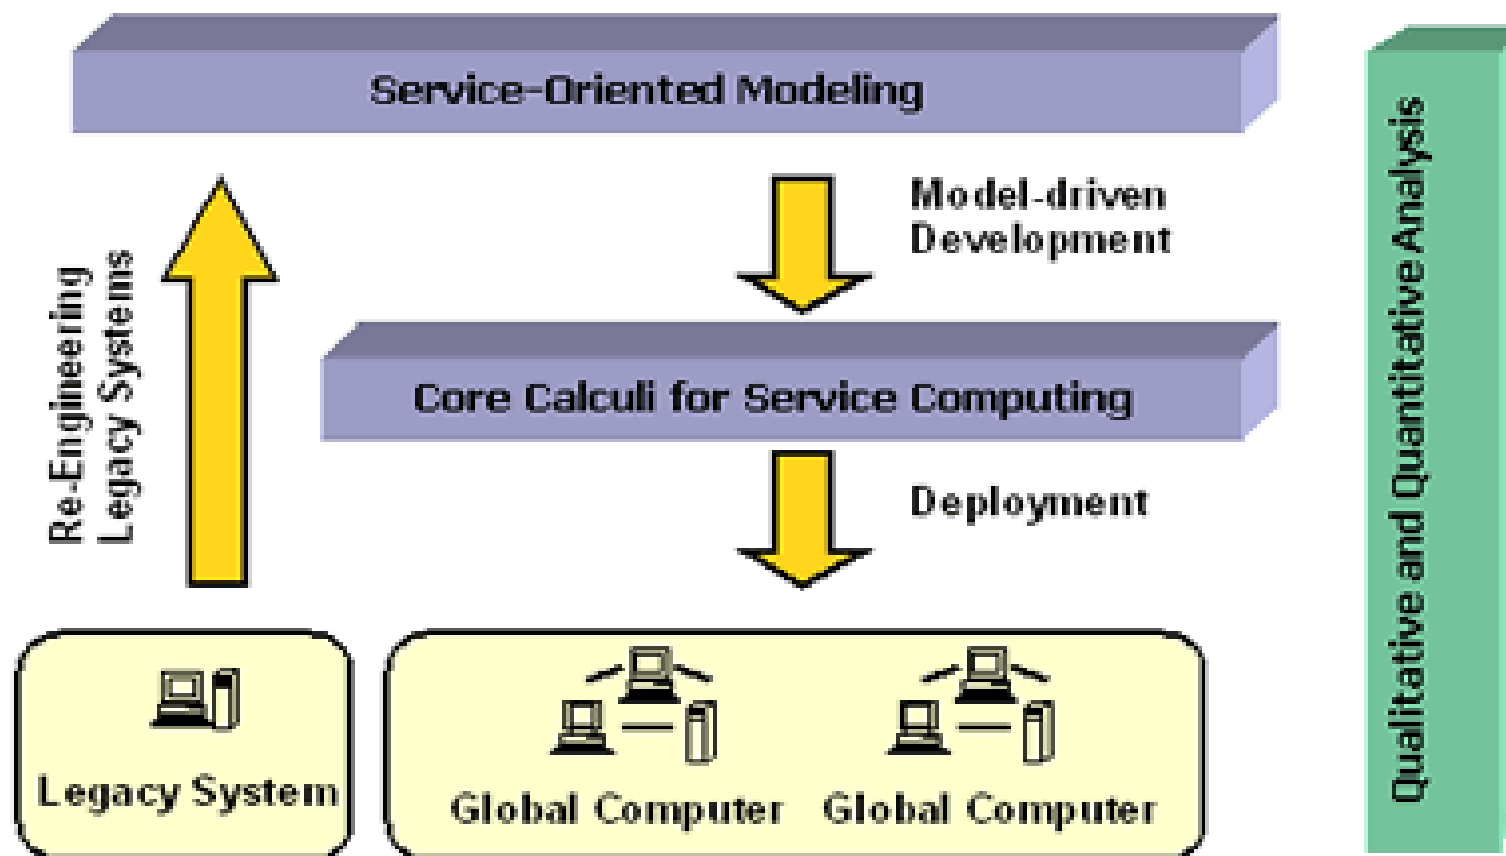 Service-Oriented Modeling
Model-driven
Development
Re-Engineering
Legacy Systems
Core Calculi for Service Computing
Deployment
Legacy System
Global Computer
Global Computer
Qualitative and Quantitative Analysis